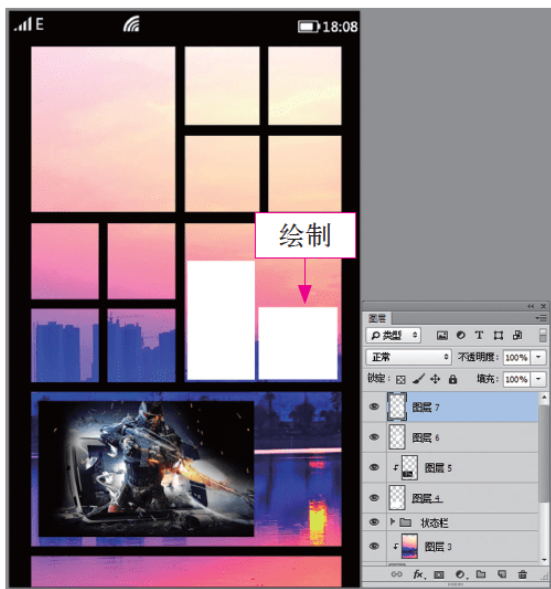 E
18:08
绘制
图层
类型
T
正常
不透明度: 100%
锁定:
填充: 100%
图层 7
图层 6
图层 5
图层 4
状态栏
图层 3
fx.